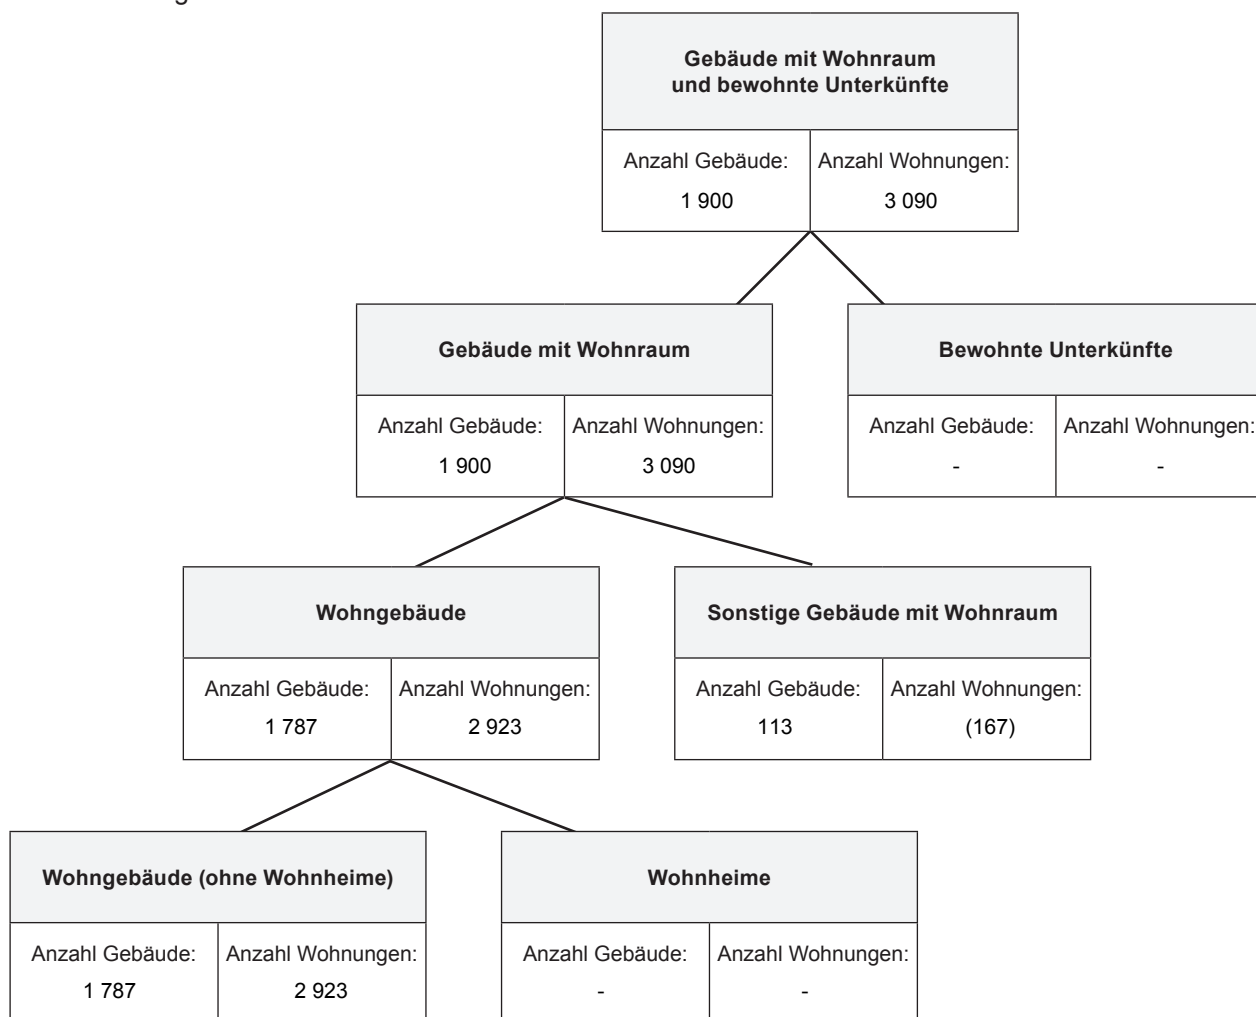 Gebäude mit Wohnraum
und bewohnte Unterkünfte
Anzahl Gebäude: Anzahl Wohnungen:
1 900 3 090
Gebäude mit Wohnraum
Anzahl Gebäude: Anzahl Wohnungen:
1 900 3 090
Bewohnte Unterkünfte
Anzahl Gebäude: Anzahl Wohnungen:
- -
Wohngebäude
Anzahl Gebäude: Anzahl Wohnungen:
1 787 2 923
Sonstige Gebäude mit Wohnraum
Anzahl Gebäude: Anzahl Wohnungen:
113 (167)
Wohngebäude (ohne Wohnheime)
Anzahl Gebäude: Anzahl Wohnungen:
1 787 2 923
Wohnheime
Anzahl Gebäude: Anzahl Wohnungen:
- -